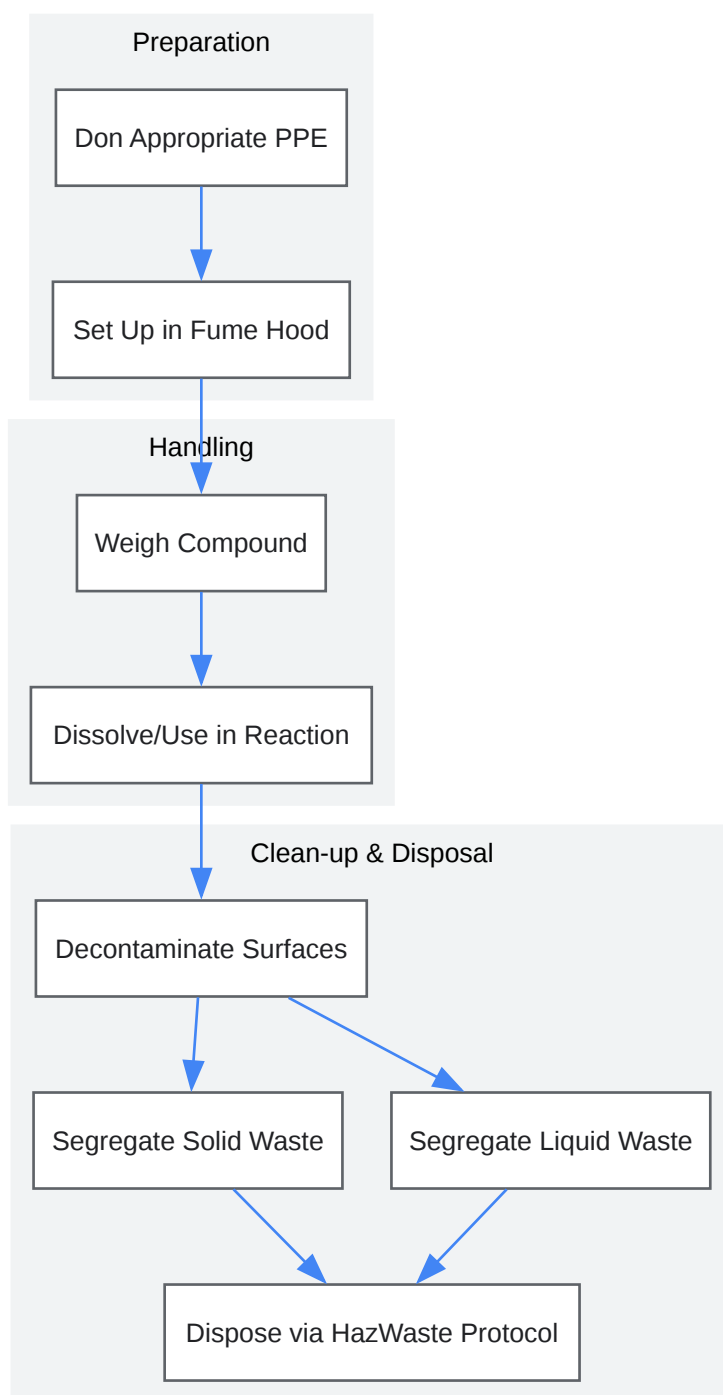 Preparation
Don Appropriate PPE
Set Up in Fume Hood
Handling
Weigh Compound
Dissolve/Use in Reaction
Clean-up & Disposal
Decontaminate Surfaces
Segregate Solid Waste
Segregate Liquid Waste
Dispose via HazWaste Protocol